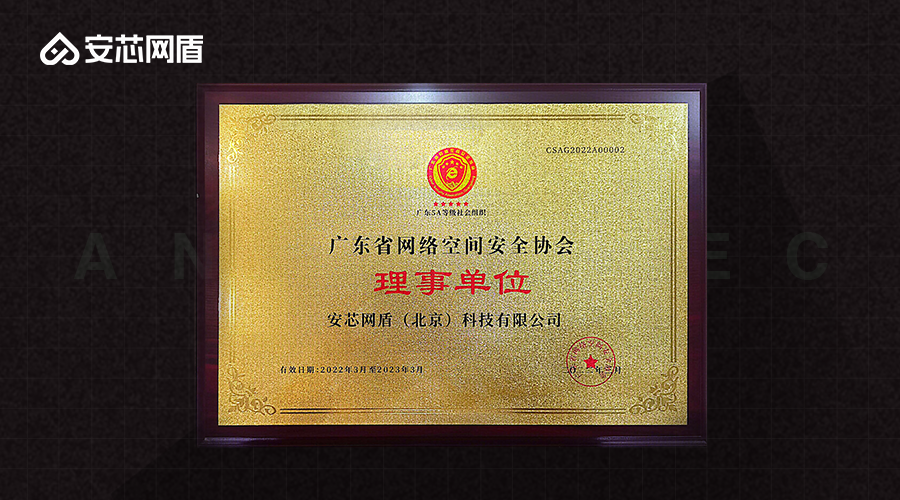 安芯网盾
CSAG2022A00002
广东5A等级社会组织
广东省网络空间安全协会
理事单位
安芯网盾（北京）科技有限公司
有效日期:2022年3月至2023年3月